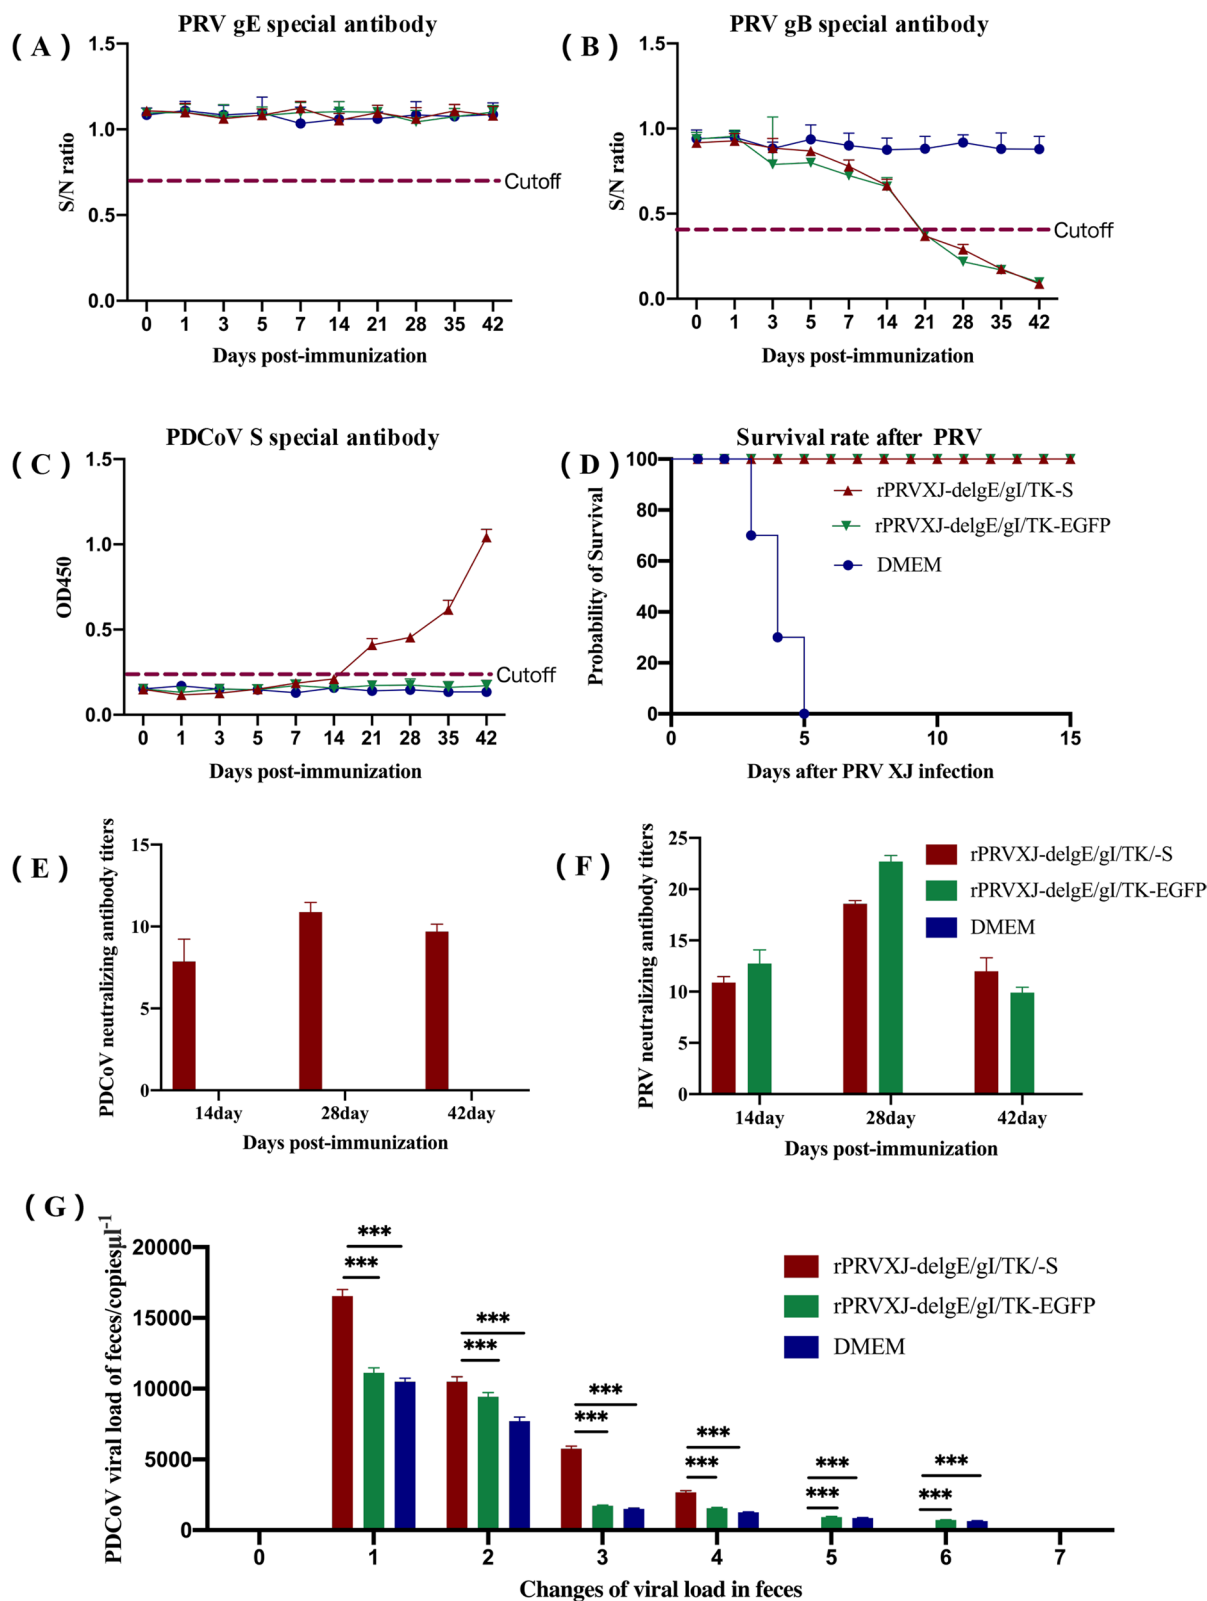 PRV gE special antibody
( A )
1.5
1.0
0.5
0.0
S/N ratio
Cutoff
0 1 3 5 7 14 21 28 35 42
Days post-immunization
PRV gB special antibody
( B )
1.5
1.0
0.5
0.0
S/N ratio
Cutoff
0 1 3 5 7 14 21 28 35 42
Days post-immunization
PDCoV S special antibody
( C )
1.5
1.0
0.5
0.0
OD450
Cutoff
0 1 3 5 7 14 21 28 35 42
Days post-immunization
Survival rate after PRV
( D )
100
80
60
40
20
0
Probability of Survival
rPRVXJ-delgE/gI/TK-S
rPRVXJ-delgE/gI/TK-EGFP
DMEM
0 5 10 15
Days after PRV XJ infection
( E )
15
10
5
0
PDCoV neutralizing antibody titers
14day 28day 42day
Days post-immunization
( F )
25
20
15
10
5
0
PRV neutralizing antibody titers
rPRVXJ-delgE/gI/TK/-S
rPRVXJ-delgE/gI/TK-EGFP
DMEM
14day 28day 42day
Days post-immunization
( G )
20000
15000
10000
5000
0
PDCoV viral load of feces/copiesμl⁻¹
*** ***
*** ***
*** ***
*** ***
*** ***
*** ***
rPRVXJ-delgE/gI/TK/-S
rPRVXJ-delgE/gI/TK-EGFP
DMEM
0 1 2 3 4 5 6 7
Changes of viral load in feces